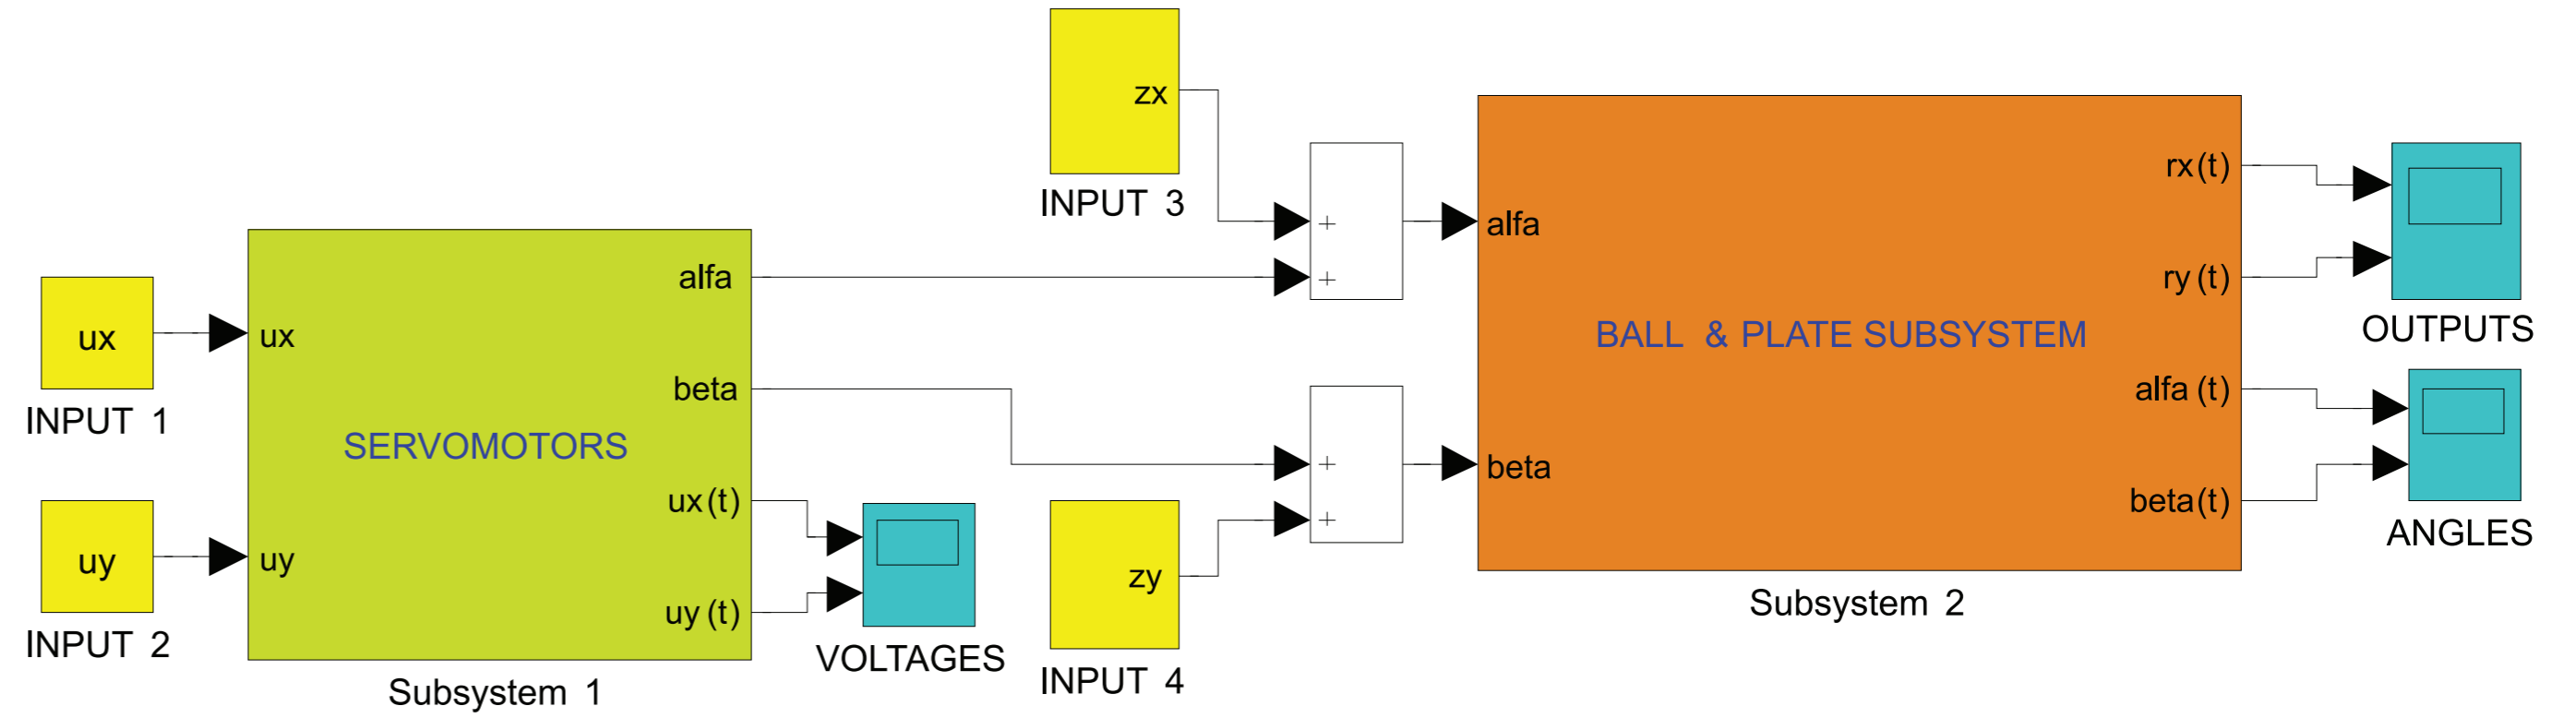 zx
INPUT 3
+
+
alfa
rx(t)
ry (t)
OUTPUTS
BALL & PLATE SUBSYSTEM
alfa (t)
beta(t)
ANGLES
beta
Subsystem 2
ux
INPUT 1
ux
alfa
beta
SERVOMOTORS
ux(t)
uy (t)
uy
uy
INPUT 2
Subsystem 1
VOLTAGES
+
+
zy
INPUT 4